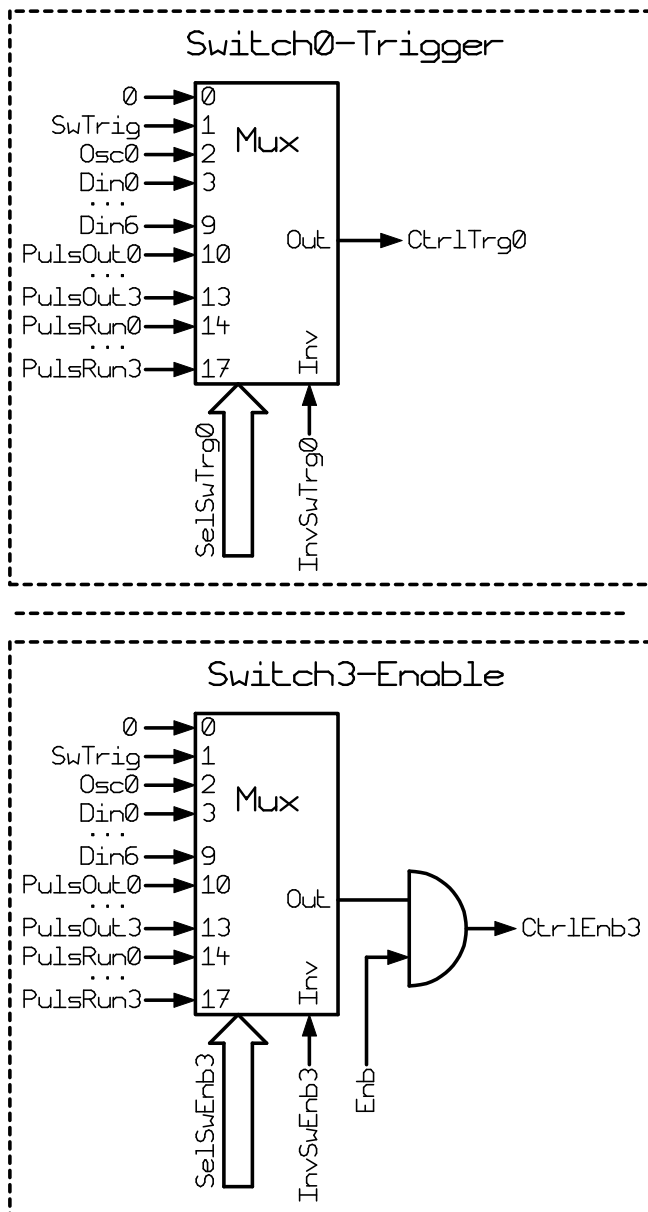 Switch0-Trigger
0 0
SwTrig 1
Mux
Osc0 2
Din0 3
...
Din6 9
Out CtrlTrg0
PulsOut0 10
...
PulsOut3 13
PulsRun0 14
...
PulsRun3 17
Inv
SelSwTrg0
InvSwTrg0
Switch3-Enable
0 0
SwTrig 1
Osc0 2
Mux
Din0 3
...
Din6 9
PulsOut0 10
Out
...
PulsOut3 13
CtrlEnb3
PulsRun0 14
...
PulsRun3 17
Inv
SelSwEnb3
InvSwEnb3
Enb